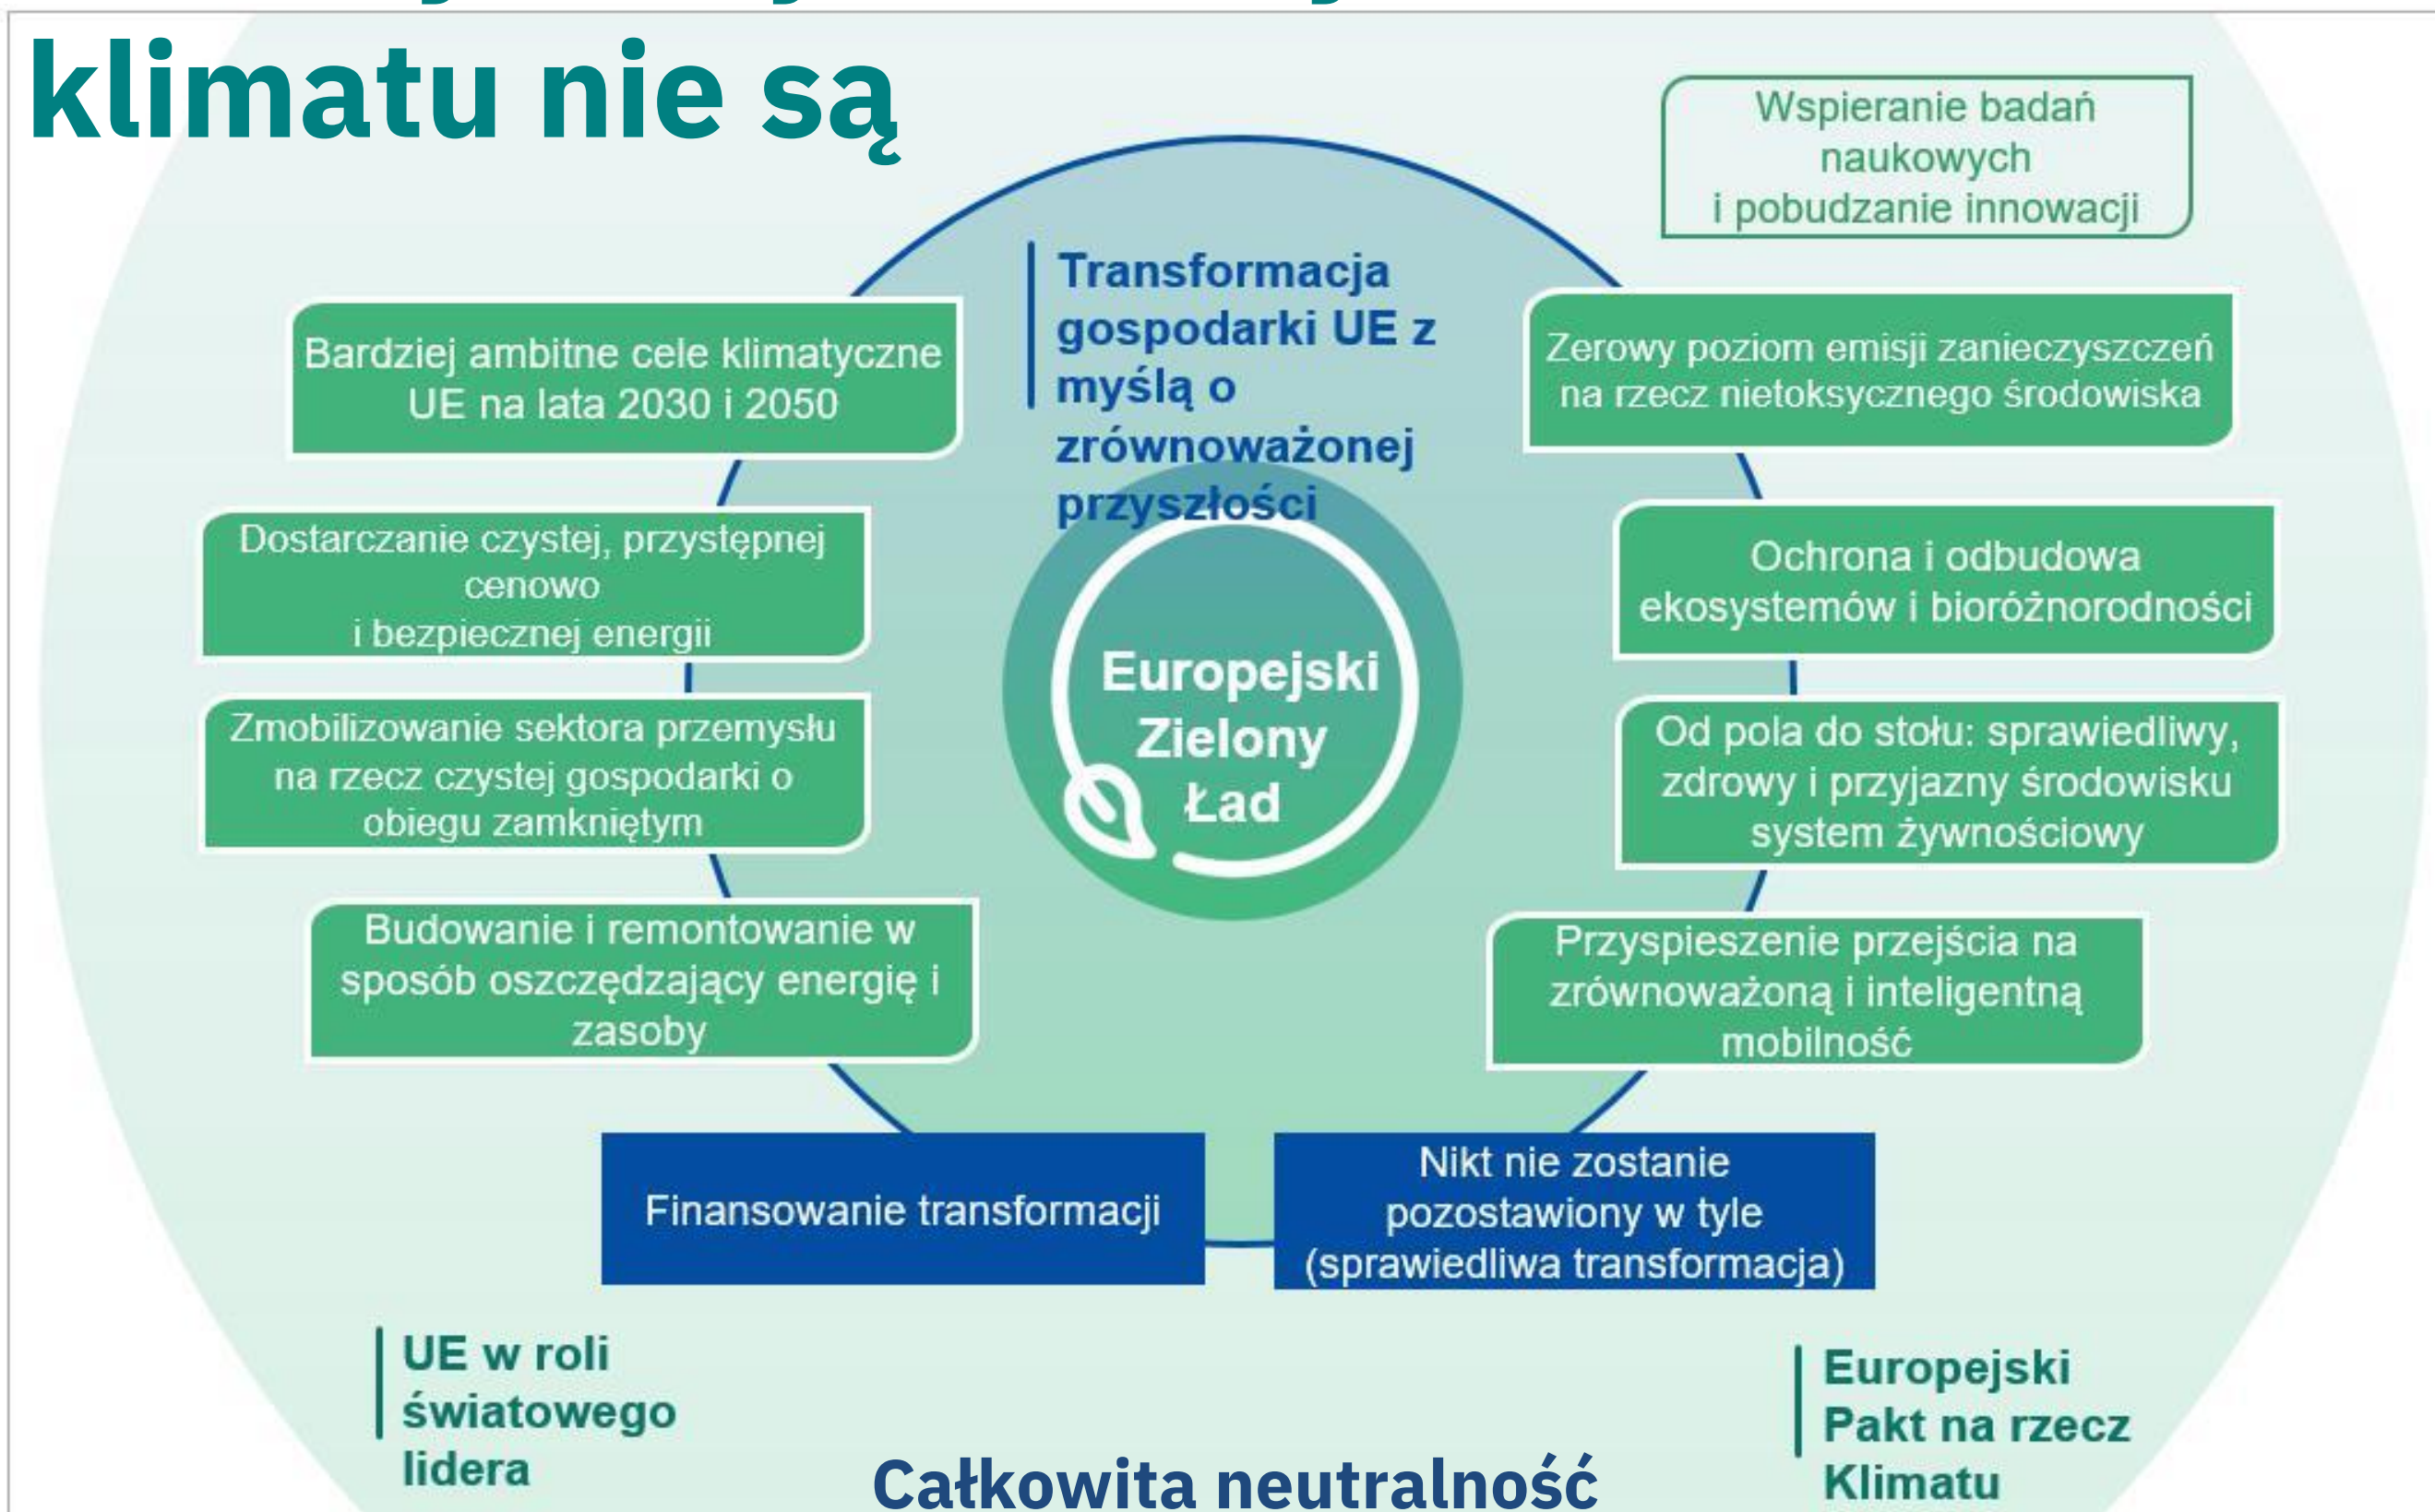 klimatu nie są
Wspieranie badań
naukowych
i pobudzanie innowacji
Transformacja
gospodarki UE z
myślą o
zrównoważonej
przyszłości
Bardziej ambitne cele klimatyczne
UE na lata 2030 i 2050
Zerowy poziom emisji zanieczyszczeń
na rzecz nietoksycznego środowiska
Dostarczanie czystej, przystępnej
cenowo
i bezpiecznej energii
Ochrona i odbudowa
ekosystemów i bioróżnorodności
Europejski
Zielony
Ład
Zmobilizowanie sektora przemysłu
na rzecz czystej gospodarki o
obiegu zamkniętym
Od pola do stołu: sprawiedliwy,
zdrowy i przyjazny środowisku
system żywnościowy
Budowanie i remontowanie w
sposób oszczędzający energię i
zasoby
Przyspieszenie przejścia na
zrównoważoną i inteligentną
mobilność
Finansowanie transformacji
Nikt nie zostanie
pozostawiony w tyle
(sprawiedliwa transformacja)
UE w roli
światowego
lidera
Europejski
Pakt na rzecz
Klimatu
Całkowita neutralność